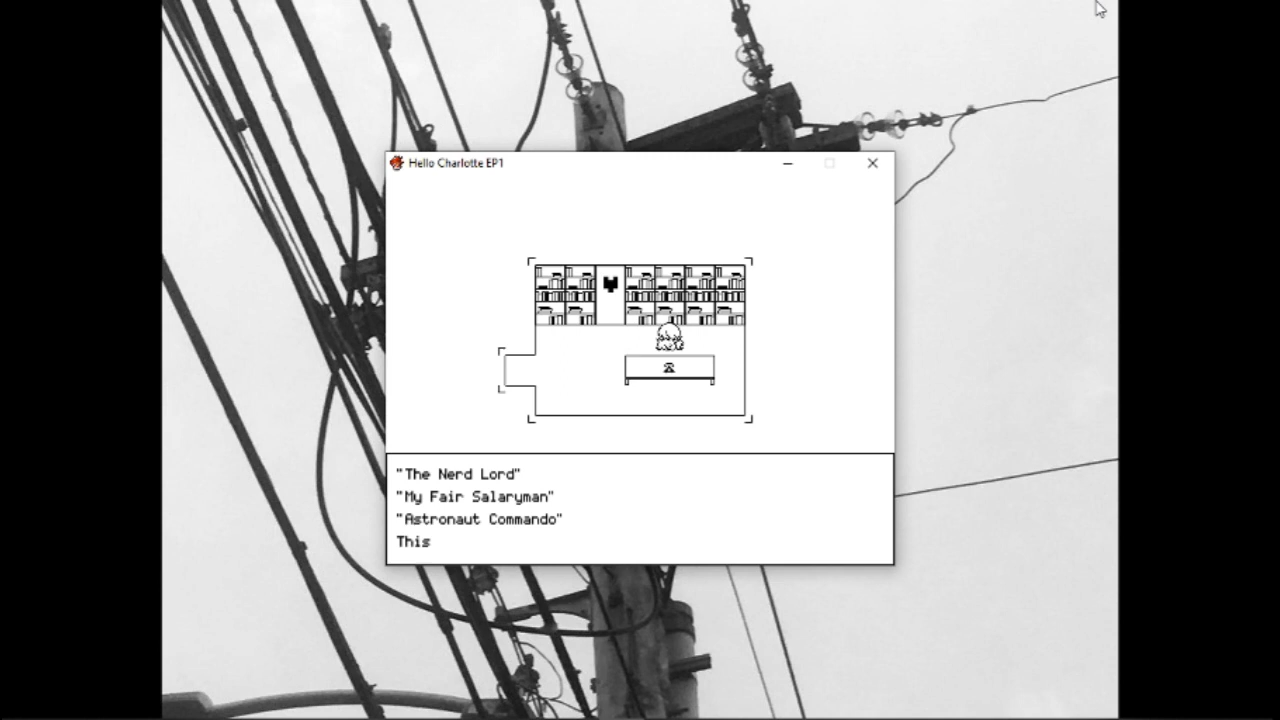 Hello Charlotte EP1
"The Nerd Lord"
"My Fair Salaryman"
"Astronaut Commando"
This